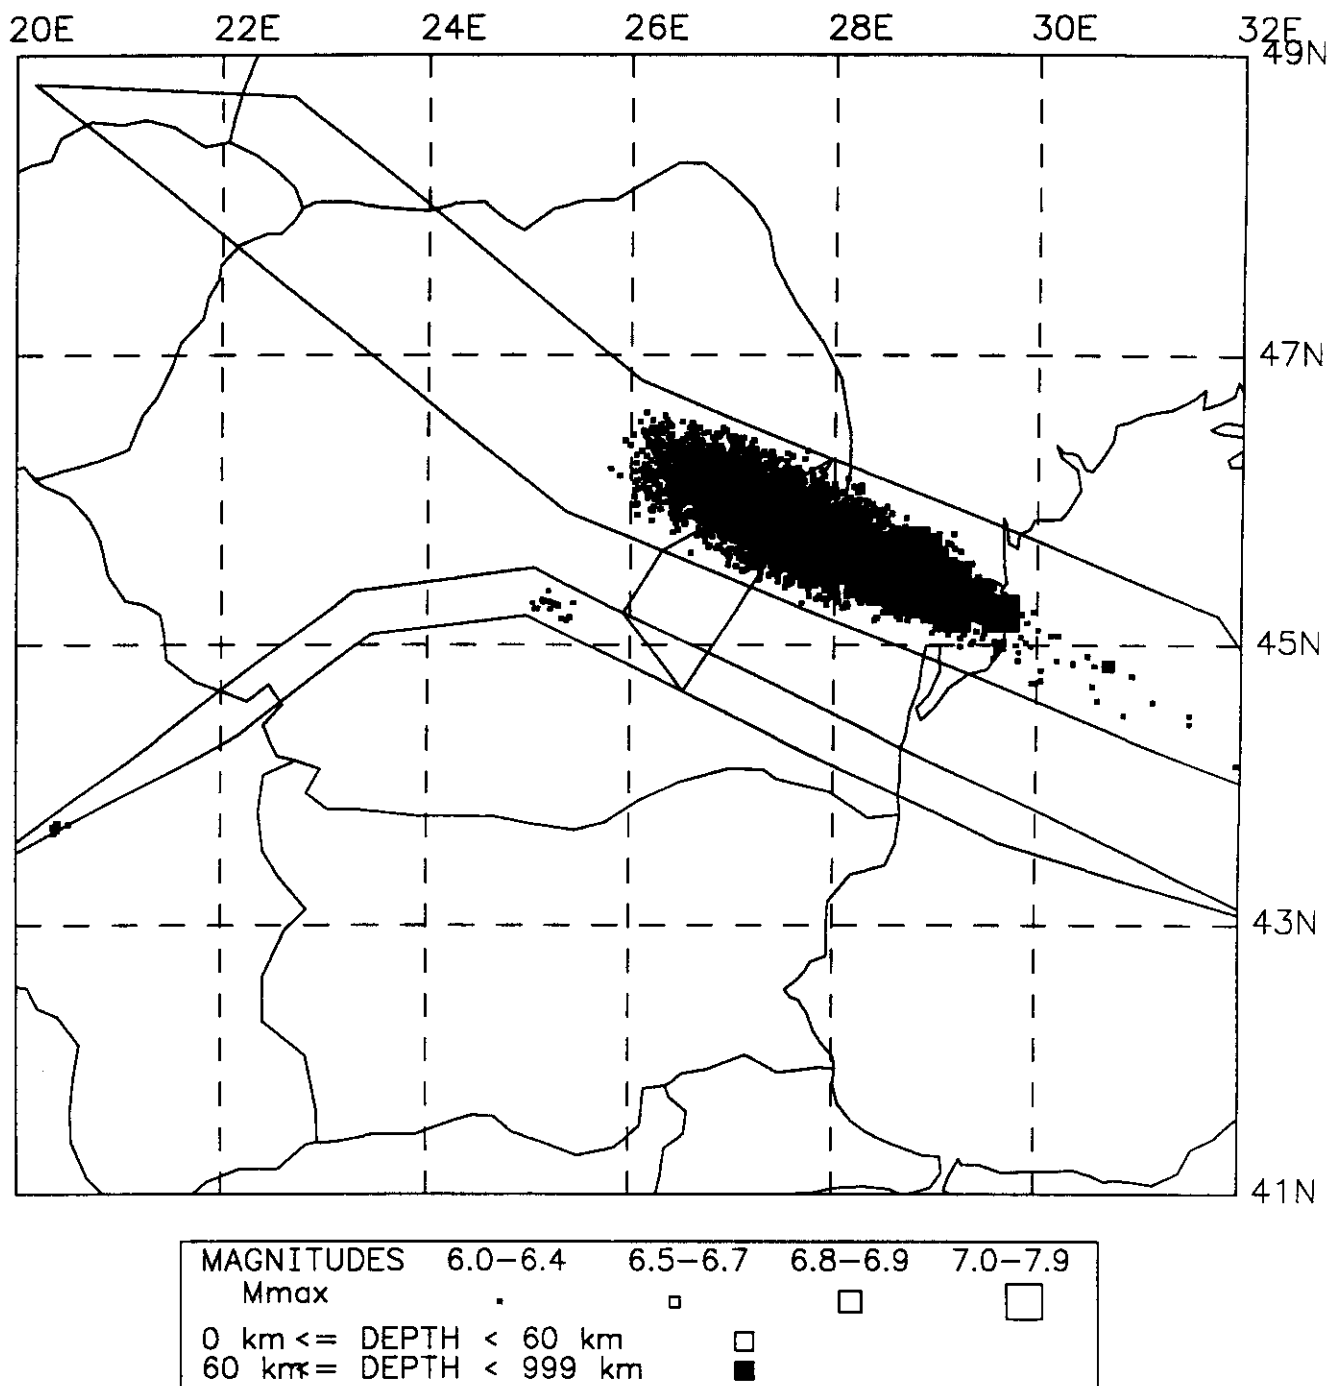 20E 22E 24E 26E 28E 30E 32E
49N
47N
45N
43N
41N
MAGNITUDES 6.0-6.4 6.5-6.7 6.8-6.9 7.0-7.9
Mmax
0 km <= DEPTH < 60 km
60 km<= DEPTH < 999 km